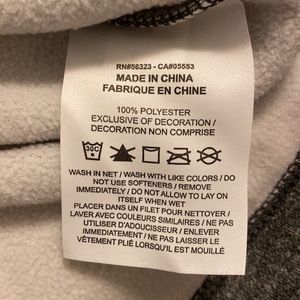 RN#56323 - CA#05553
MADE IN CHINA
FABRIQUE EN CHINE
100% POLYESTER
EXCLUSIVE OF DECORATION/
DECORATION NON COMPRISE
30C
WASH IN NET / WASH WITH LIKE COLORS / DO
NOT USE SOFTENERS / REMOVE
IMMEDIATELY / DO NOT ALLOW TO LAY ON
ITSELF WHEN WET
PLACER DANS UN FILET POUR NETTOYER /
LAVER AVEC COULEURS SIMILAIRES / NE PAS
UTILISER D'ADOUCISSEUR / ENLEVER
IMMÉDIATEMENT / NE PAS LAISSER LE
VÊTEMENT PLIÉ LORSQU'IL EST MOUILLÉ.